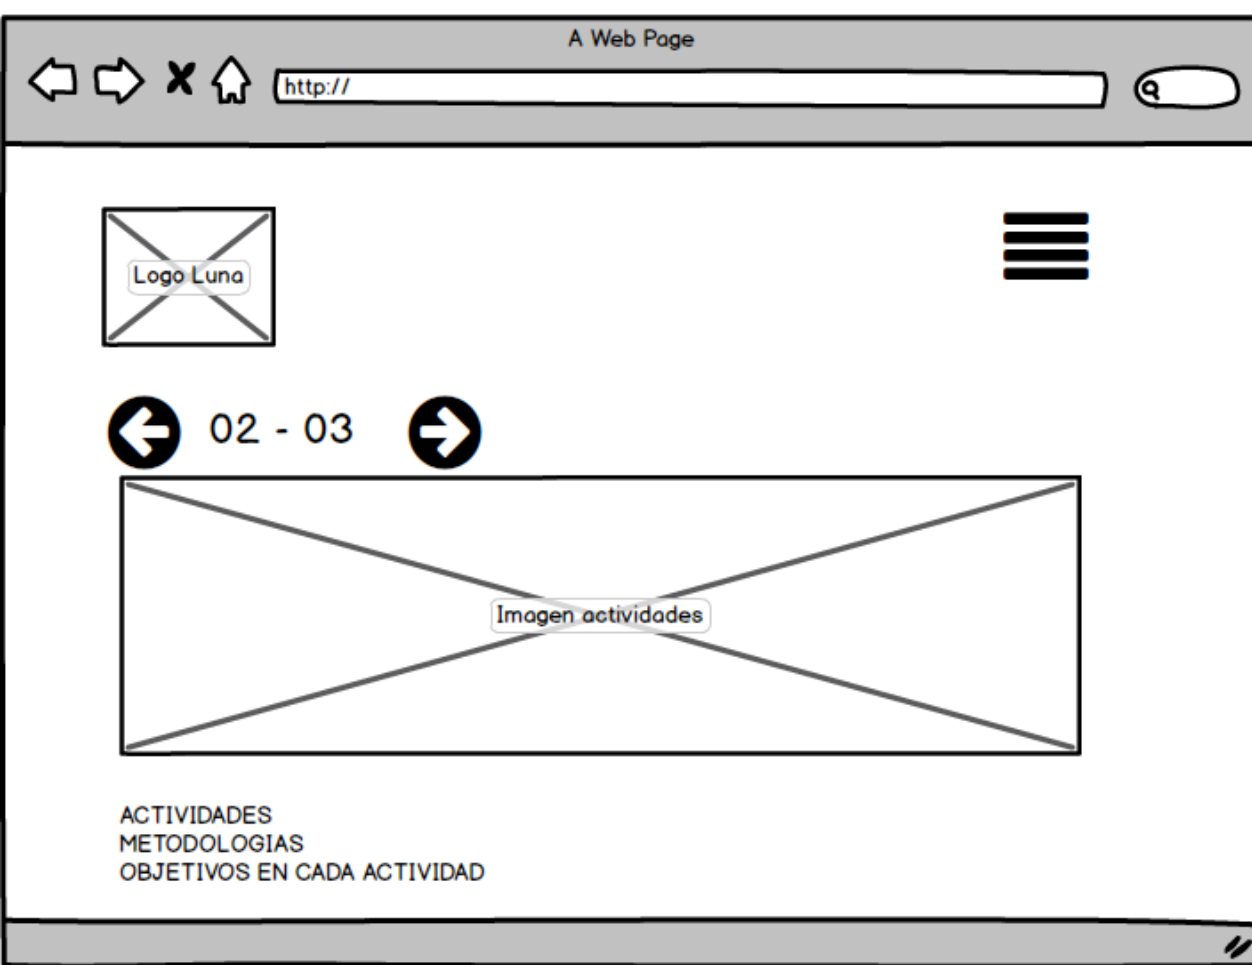 A Web Page
http://
Logo Luna
02 - 03
Imagen actividades
ACTIVIDADES
METODOLOGIAS
OBJETIVOS EN CADA ACTIVIDAD